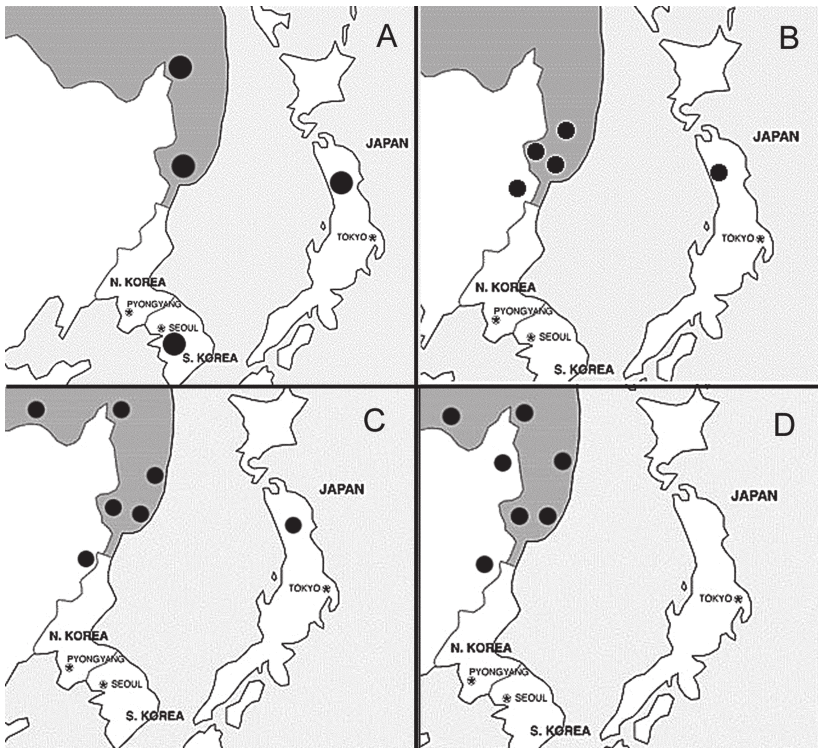 A
JAPAN
TOKYO
N. KOREA
PYONGYANG
SEOUL
S. KOREA
B
JAPAN
TOKYO
N. KOREA
PYONGYANG
SEOUL
S. KOREA
C
JAPAN
TOKYO
N. KOREA
PYONGYANG
SEOUL
S. KOREA
D
JAPAN
TOKYO
N. KOREA
PYONGYANG
SEOUL
S. KOREA